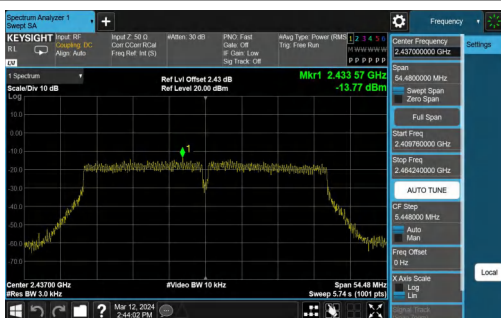 Spectrum Analyzer 1
Swept SA
Frequency
KEYSIGHT
Input: RF
Coupling: DC
Align: Auto
Input Z: 50 Ω
Corr CCorr RCal
Freq Ref: Int (S)
#Atten: 30 dB
PNO: Fast
Gate: Off
IF Gain: Low
Sig Track: Off
#Avg Type: Power (RMS
Trig: Free Run
1 2 3 4 5 6
M W W W W W
P P P P P P
RL
LV
1 Spectrum
Scale/Div 10 dB
Ref Lvl Offset 2.43 dB
Ref Level 20.00 dBm
Mkr1 2.433 57 GHz
-13.77 dBm
Log
10.0
0.00
-10.0
-20.0
-30.0
-40.0
-50.0
-60.0
-70.0
1
Center 2.43700 GHz
#Res BW 3.0 kHz
#Video BW 10 kHz
Span 54.48 MHz
Sweep 5.74 s (1001 pts)
Mar 12, 2024
2:44:02 PM
Center Frequency
2.437000000 GHz
Span
54.4800000 MHz
Swept Span
Zero Span
Full Span
Start Freq
2.409760000 GHz
Stop Freq
2.464240000 GHz
AUTO TUNE
CF Step
5.448000 MHz
Auto
Man
Freq Offset
0 Hz
X Axis Scale
Log
Lin
Signal Track
Settings
Local